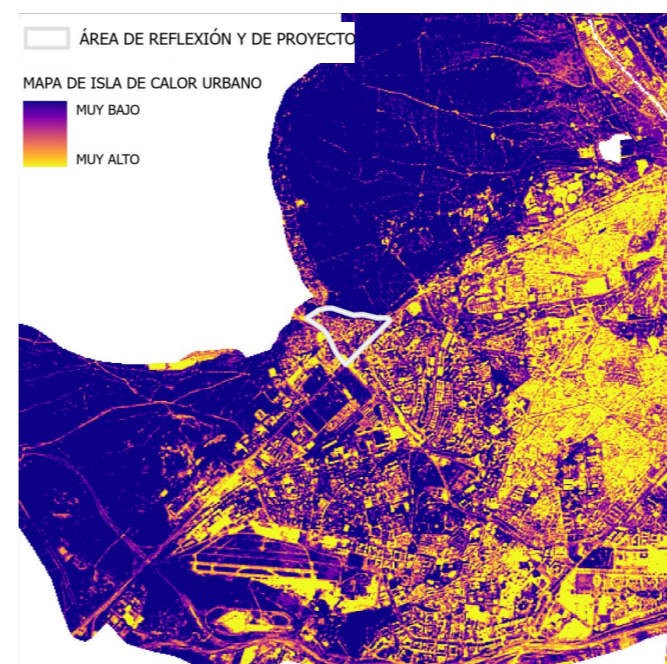 ÁREA DE REFLEXIÓN Y DE PROYECTO
MAPA DE ISLA DE CALOR URBANO
MUY BAJO
MUY ALTO